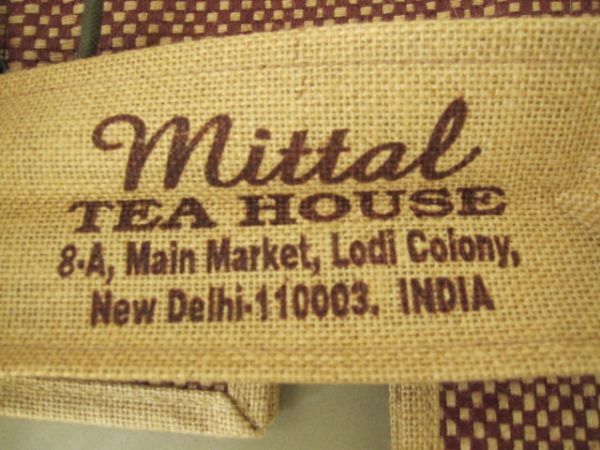 Mittal
TEA HOUSE
8-A, Main Market, Lodi Colony,
New Delhi-110003. INDIA